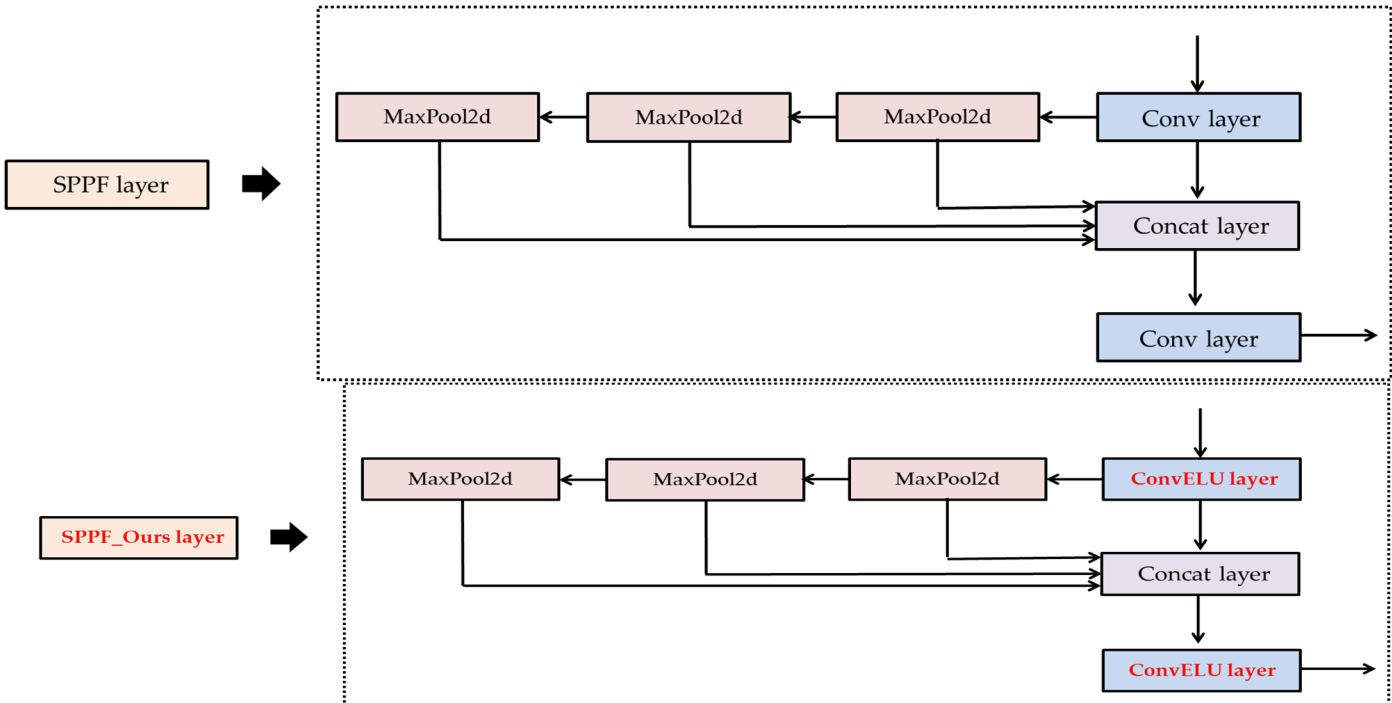 MaxPool2d
MaxPool2d
MaxPool2d
Conv layer
SPPF layer
Concat layer
Conv layer
MaxPool2d
MaxPool2d
MaxPool2d
ConvELU layer
SPPF_Ours layer
Concat layer
ConvELU layer